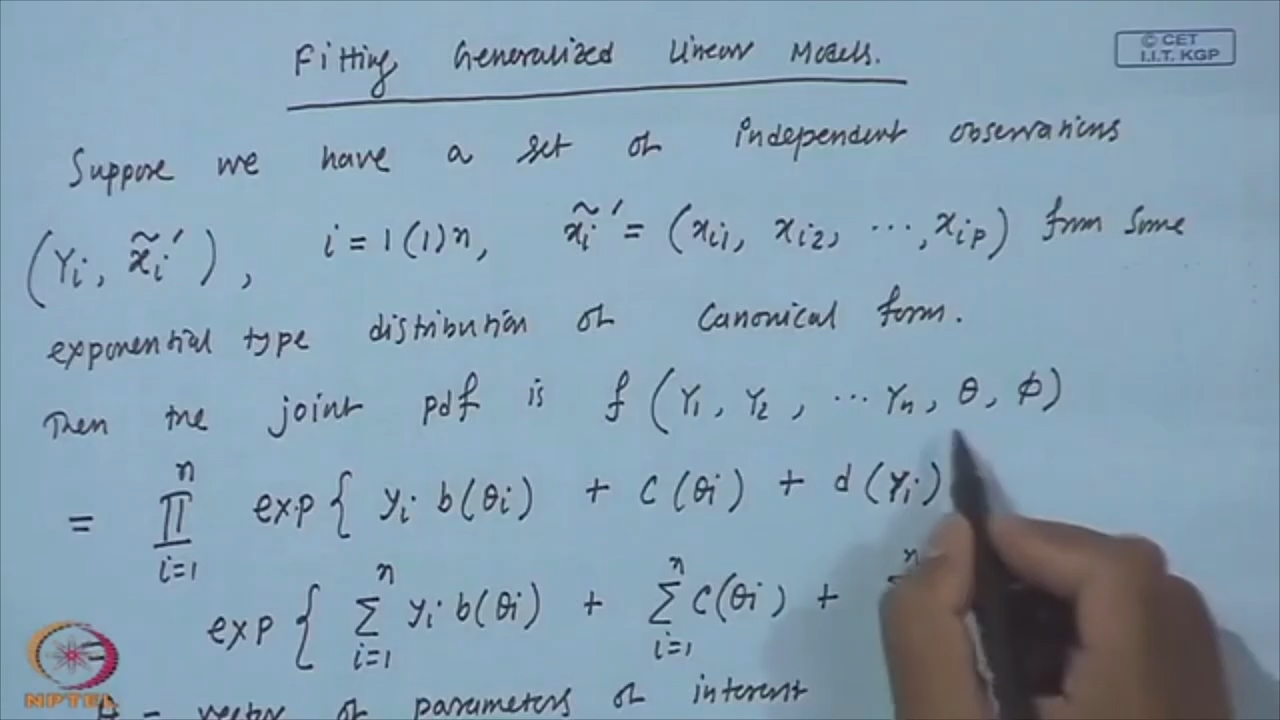 Fitting Generalized Linear Models.
© CET
I.I.T. KGP
Suppose we have a set of independent observations
(Yi, x̃i′), i = 1(1)n, x̃i′ = (xi1, xi2, ⋯, xip) from some
exponential type distribution of canonical form.
Then the joint pdf is f(Y1, Y2, ⋯ Yn, θ, ϕ)
= ∏_{i=1}^{n} exp{ yi b(θi) + C(θi) + d(Yi)
= exp{ ∑_{i=1}^{n} yi b(θi) + ∑_{i=1}^{n} C(θi) + n
θ – vector of parameters of interest
NPTEL